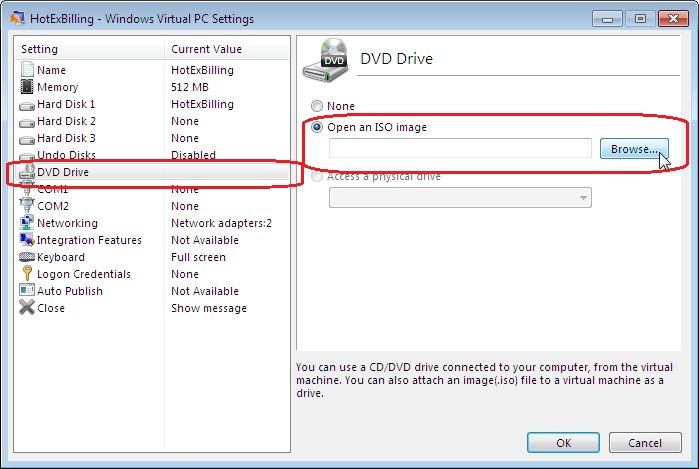 HotExBilling - Windows Virtual PC Settings
Setting Current Value
Name HotExBilling
Memory 512 MB
Hard Disk 1 HotExBilling
Hard Disk 2 None
Hard Disk 3 None
Undo Disks Disabled
DVD Drive
COM1 None
COM2 None
Networking Network adapters:2
Integration Features Not Available
Keyboard Full screen
Logon Credentials None
Auto Publish Not Available
Close Show message
DVD
DVD Drive
None
Open an ISO image
Browse...
Access a physical drive
You can use a CD/DVD drive connected to your computer, from the virtual
machine. You can also attach an image(.iso) file to a virtual machine as a
drive.
OK Cancel